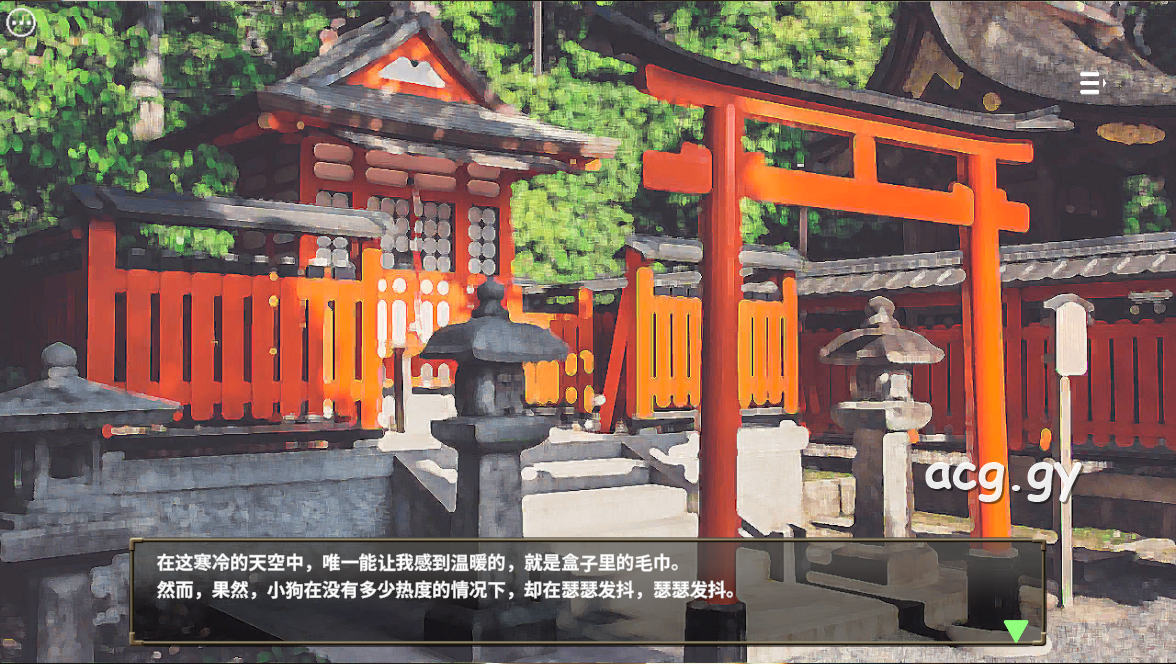 acg.gy
在这寒冷的天空中，唯一能让我感到温暖的，就是盒子里的毛巾。
然而，果然，小狗在没有多少热度的情况下，却在瑟瑟发抖，瑟瑟发抖。